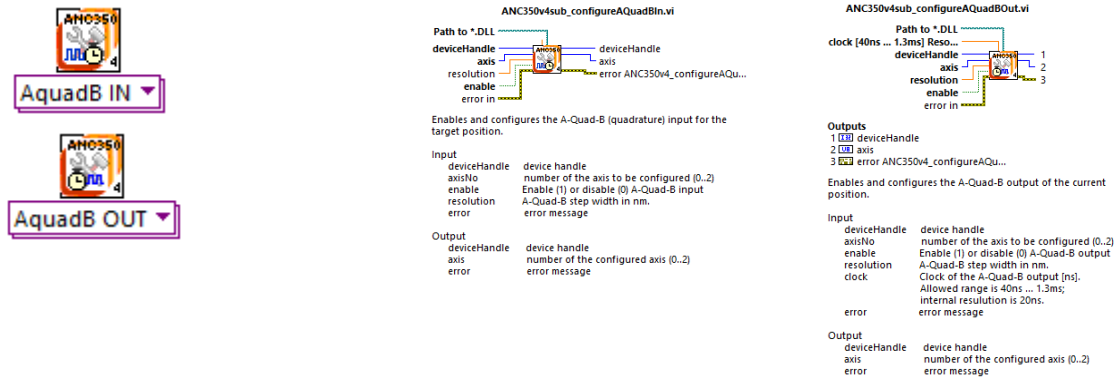 ANC350
4
AquadB IN
ANC350
4
AquadB OUT
ANC350v4sub_configureAQuadBIn.vi
Path to *.DLL
deviceHandle
axis
resolution
enable
error in
ANC350
4
deviceHandle
axis
error ANC350v4_configureAQu...
Enables and configures the A-Quad-B (quadrature) input for the
target position.
Input
deviceHandle device handle
axisNo number of the axis to be configured (0..2)
enable Enable (1) or disable (0) A-Quad-B input
resolution A-Quad-B step width in nm.
error error message
Output
deviceHandle device handle
axis number of the configured axis (0..2)
error error message
ANC350v4sub_configureAQuadBOut.vi
Path to *.DLL
clock [40ns ... 1.3ms] Reso...
deviceHandle
axis
resolution
enable
error in
ANC350
4
1
2
3
Outputs
1 I32 deviceHandle
2 U8 axis
3 error ANC350v4_configureAQu...
Enables and configures the A-Quad-B output of the current
position.
Input
deviceHandle device handle
axisNo number of the axis to be configured (0..2)
enable Enable (1) or disable (0) A-Quad-B output
resolution A-Quad-B step width in nm.
clock Clock of the A-Quad-B output [ns].
Allowed range is 40ns ... 1.3ms;
internal resulution is 20ns.
error error message
Output
deviceHandle device handle
axis number of the configured axis (0..2)
error error message